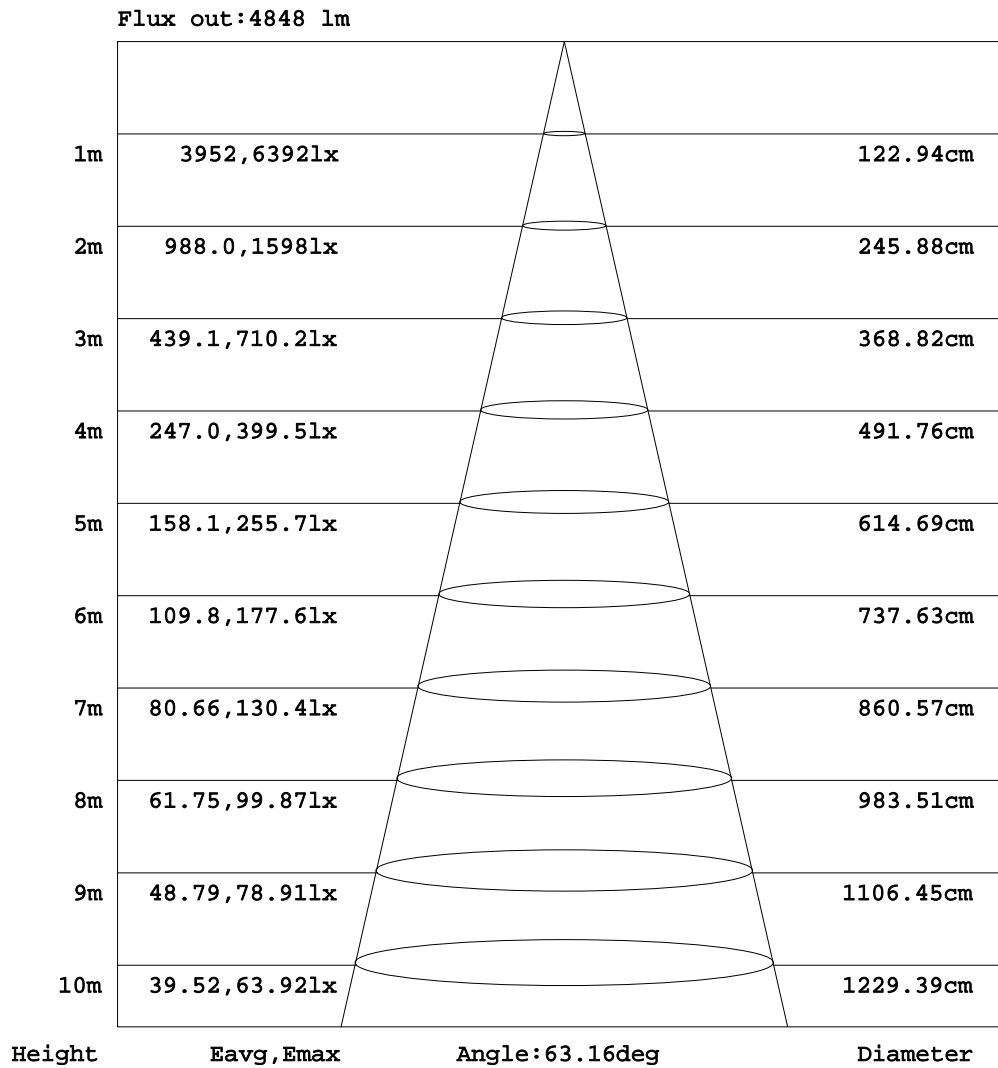 Flux out:4848 lm
1m 3952,6392lx 122.94cm
2m 988.0,1598lx 245.88cm
3m 439.1,710.2lx 368.82cm
4m 247.0,399.5lx 491.76cm
5m 158.1,255.7lx 614.69cm
6m 109.8,177.6lx 737.63cm
7m 80.66,130.4lx 860.57cm
8m 61.75,99.87lx 983.51cm
9m 48.79,78.91lx 1106.45cm
10m 39.52,63.92lx 1229.39cm
Height Eavg,Emax Angle:63.16deg Diameter